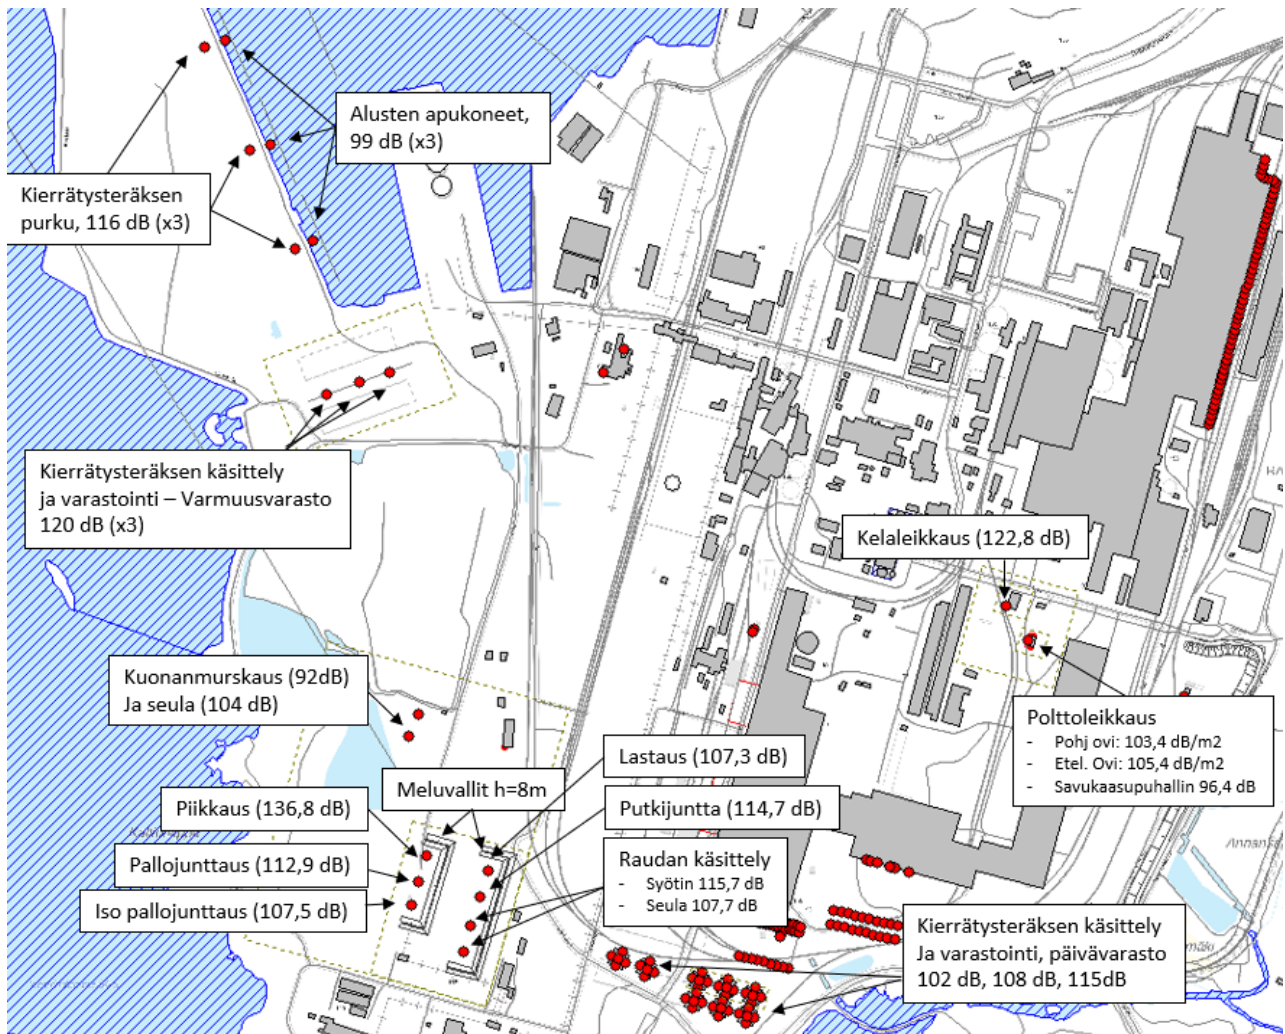 Alusten apukoneet,
99 dB (x3)
Kierrätysteräksen
purku, 116 dB (x3)
Kierrätysteräksen käsittely
ja varastointi – Varmuusvarasto
120 dB (x3)
Kelaleikkaus (122,8 dB)
Kuonanmurskaus (92dB)
Ja seula (104 dB)
Polttoleikkaus
- Pohj ovi: 103,4 dB/m2
- Etel. Ovi: 105,4 dB/m2
- Savukaasupuhallin 96,4 dB
Lastaus (107,3 dB)
Meluvallit h=8m
Piikkaus (136,8 dB)
Putkijuntta (114,7 dB)
Pallojunttaus (112,9 dB)
Raudan käsittely
- Syötin 115,7 dB
- Seula 107,7 dB
Iso pallojunttaus (107,5 dB)
Kierrätysteräksen käsittely
Ja varastointi, päivävarasto
102 dB, 108 dB, 115dB